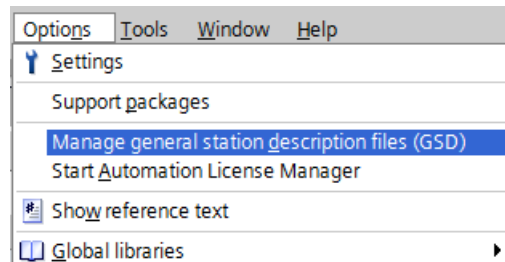 Options Tools Window Help
Settings
Support packages
Manage general station description files (GSD)
Start Automation License Manager
Show reference text
Global libraries